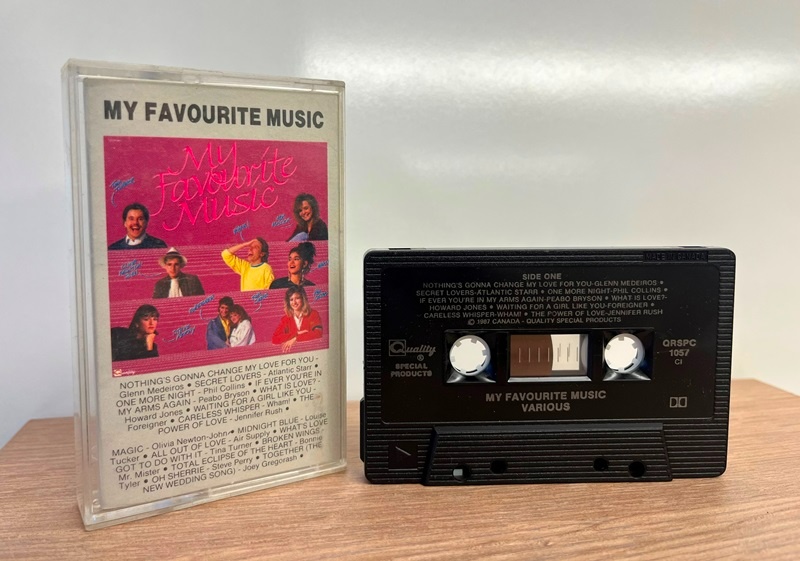 MY FAVOURITE MUSIC
My
Favourite
Music
Quality
NOTHING'S GONNA CHANGE MY LOVE FOR YOU -
Glenn Medeiros • SECRET LOVERS - Atlantic Starr •
ONE MORE NIGHT - Phil Collins • IF EVER YOU'RE IN
MY ARMS AGAIN - Peabo Bryson • WHAT IS LOVE? -
Howard Jones • WAITING FOR A GIRL LIKE YOU -
Foreigner • CARELESS WHISPER - Wham! • THE
POWER OF LOVE - Jennifer Rush
MAGIC - Olivia Newton-John • MIDNIGHT BLUE - Louise
Tucker • ALL OUT OF LOVE - Air Supply • WHAT'S LOVE
GOT TO DO WITH IT - Tina Turner • BROKEN WINGS -
Mr. Mister • TOTAL ECLIPSE OF THE HEART - Bonnie
Tyler • OH SHERRIE - Steve Perry • TOGETHER (THE
NEW WEDDING SONG) - Joey Gregorash •
SIDE ONE
NOTHING'S GONNA CHANGE MY LOVE FOR YOU-GLENN MEDEIROS •
SECRET LOVERS-ATLANTIC STARR • ONE MORE NIGHT-PHIL COLLINS •
IF EVER YOU'RE IN MY ARMS AGAIN-PEABO BRYSON • WHAT IS LOVE?-
HOWARD JONES • WAITING FOR A GIRL LIKE YOU-FOREIGNER •
CARELESS WHISPER-WHAM! • THE POWER OF LOVE-JENNIFER RUSH
© 1987 CANADA - QUALITY SPECIAL PRODUCTS
Quality
SPECIAL
PRODUCTS
QRSPC
1057
CI
MY FAVOURITE MUSIC
VARIOUS